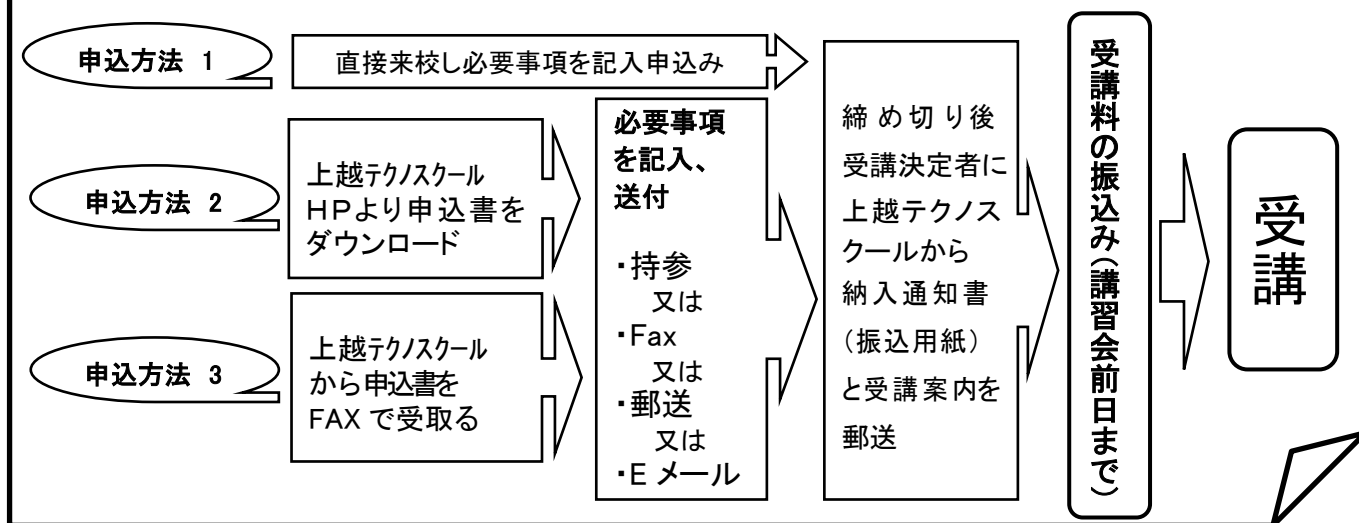 申込方法 1
直接来校し必要事項を記入申込み
申込方法 2
上越テクノスクール
HPより申込書を
ダウンロード
申込方法 3
上越テクノスクール
から申込書を
FAXで受取る
必要事項
を記入、
送付
・持参
又は
・Fax
又は
・郵送
又は
・Eメール
締め切り後
受講決定者に
上越テクノス
クールから
納入通知書
(振込用紙)
と受講案内を
郵送
受講料の振込み(講習会前日まで)
受講